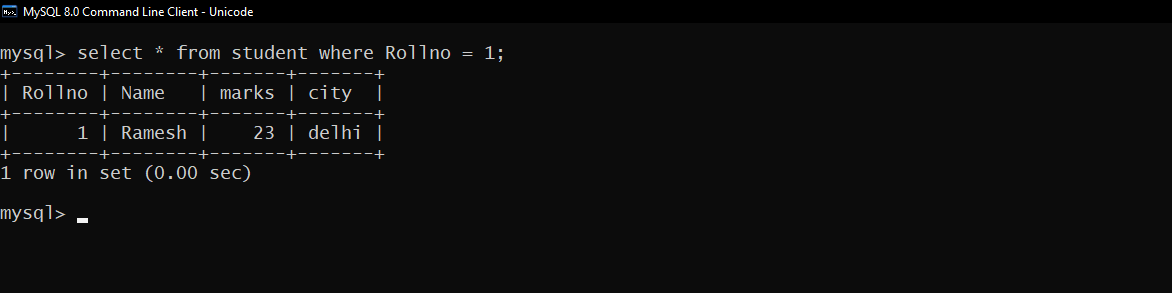 MySQL 8.0 Command Line Client - Unicode
mysql> select * from student where Rollno = 1;
+--------+--------+-------+-------+
| Rollno | Name   | marks | city  |
+--------+--------+-------+-------+
|      1 | Ramesh |    23 | delhi |
+--------+--------+-------+-------+
1 row in set (0.00 sec)
mysql>